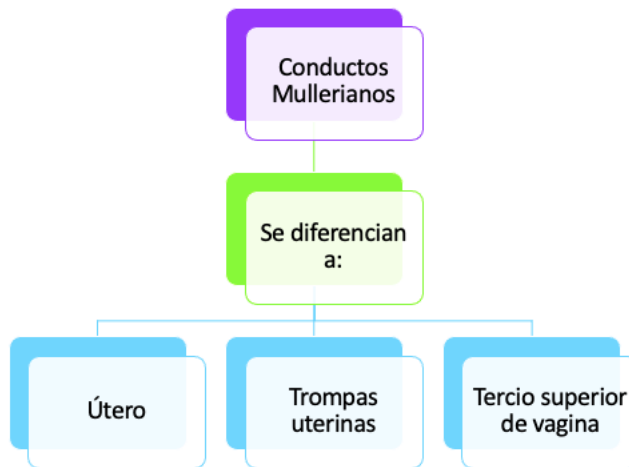 Conductos
Mullerianos
Se diferencian
a:
Útero
Trompas
uterinas
Tercio superior
de vagina